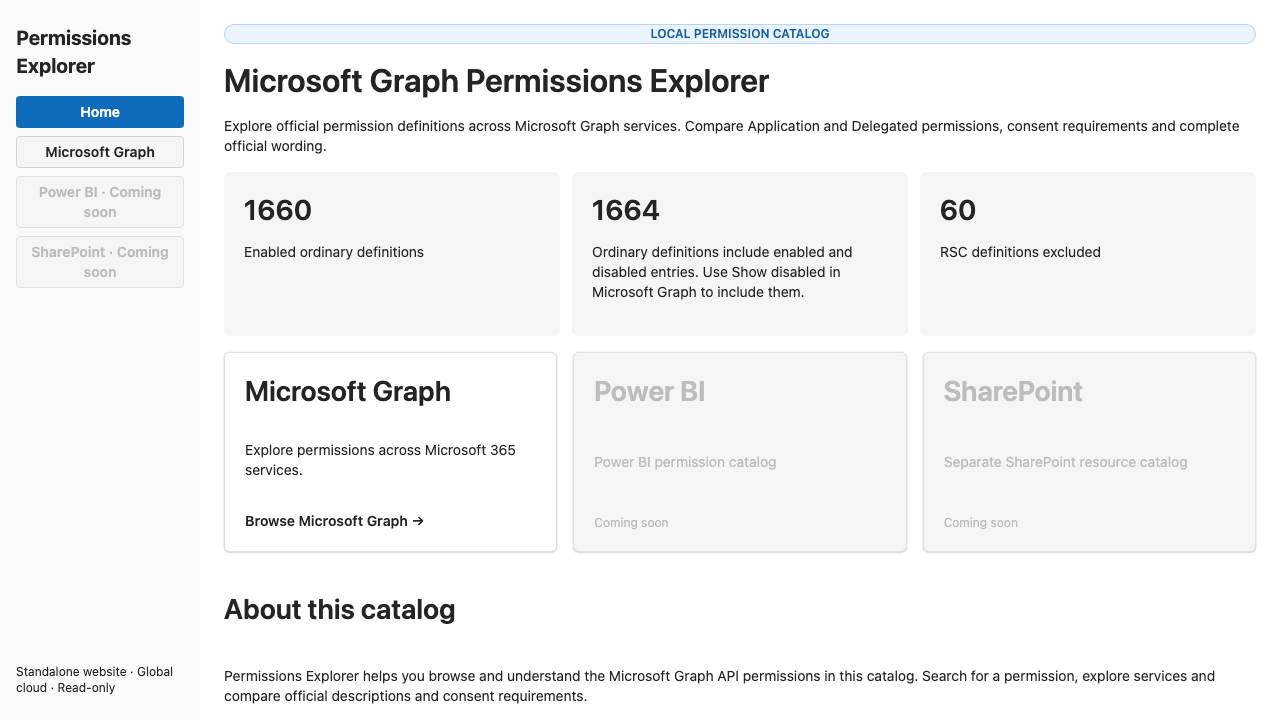 Permissions
Explorer
Home
Microsoft Graph
Power BI · Coming
soon
SharePoint · Coming
soon
Standalone website · Global
cloud · Read-only
LOCAL PERMISSION CATALOG
Microsoft Graph Permissions Explorer
Explore official permission definitions across Microsoft Graph services. Compare Application and Delegated permissions, consent requirements and complete
official wording.
1660
Enabled ordinary definitions
1664
Ordinary definitions include enabled and
disabled entries. Use Show disabled in
Microsoft Graph to include them.
60
RSC definitions excluded
Microsoft Graph
Explore permissions across Microsoft 365
services.
Browse Microsoft Graph →
Power BI
Power BI permission catalog
Coming soon
SharePoint
Separate SharePoint resource catalog
Coming soon
About this catalog
Permissions Explorer helps you browse and understand the Microsoft Graph API permissions in this catalog. Search for a permission, explore services and
compare official descriptions and consent requirements.